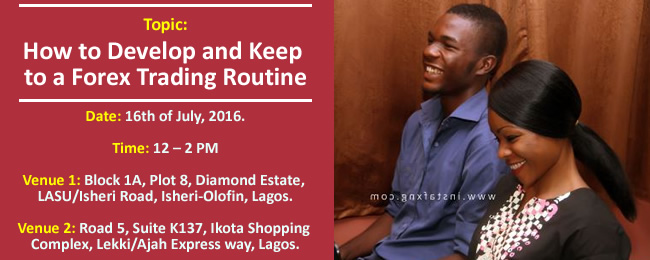 Topic:
How to Develop and Keep
to a Forex Trading Routine
Date: 16th of July, 2016.
Time: 12 – 2 PM
Venue 1: Block 1A, Plot 8, Diamond Estate,
LASU/Isheri Road, Isheri-Olofin, Lagos.
Venue 2: Road 5, Suite K137, Ikota Shopping
Complex, Lekki/Ajah Express way, Lagos.
www.instafxng.com